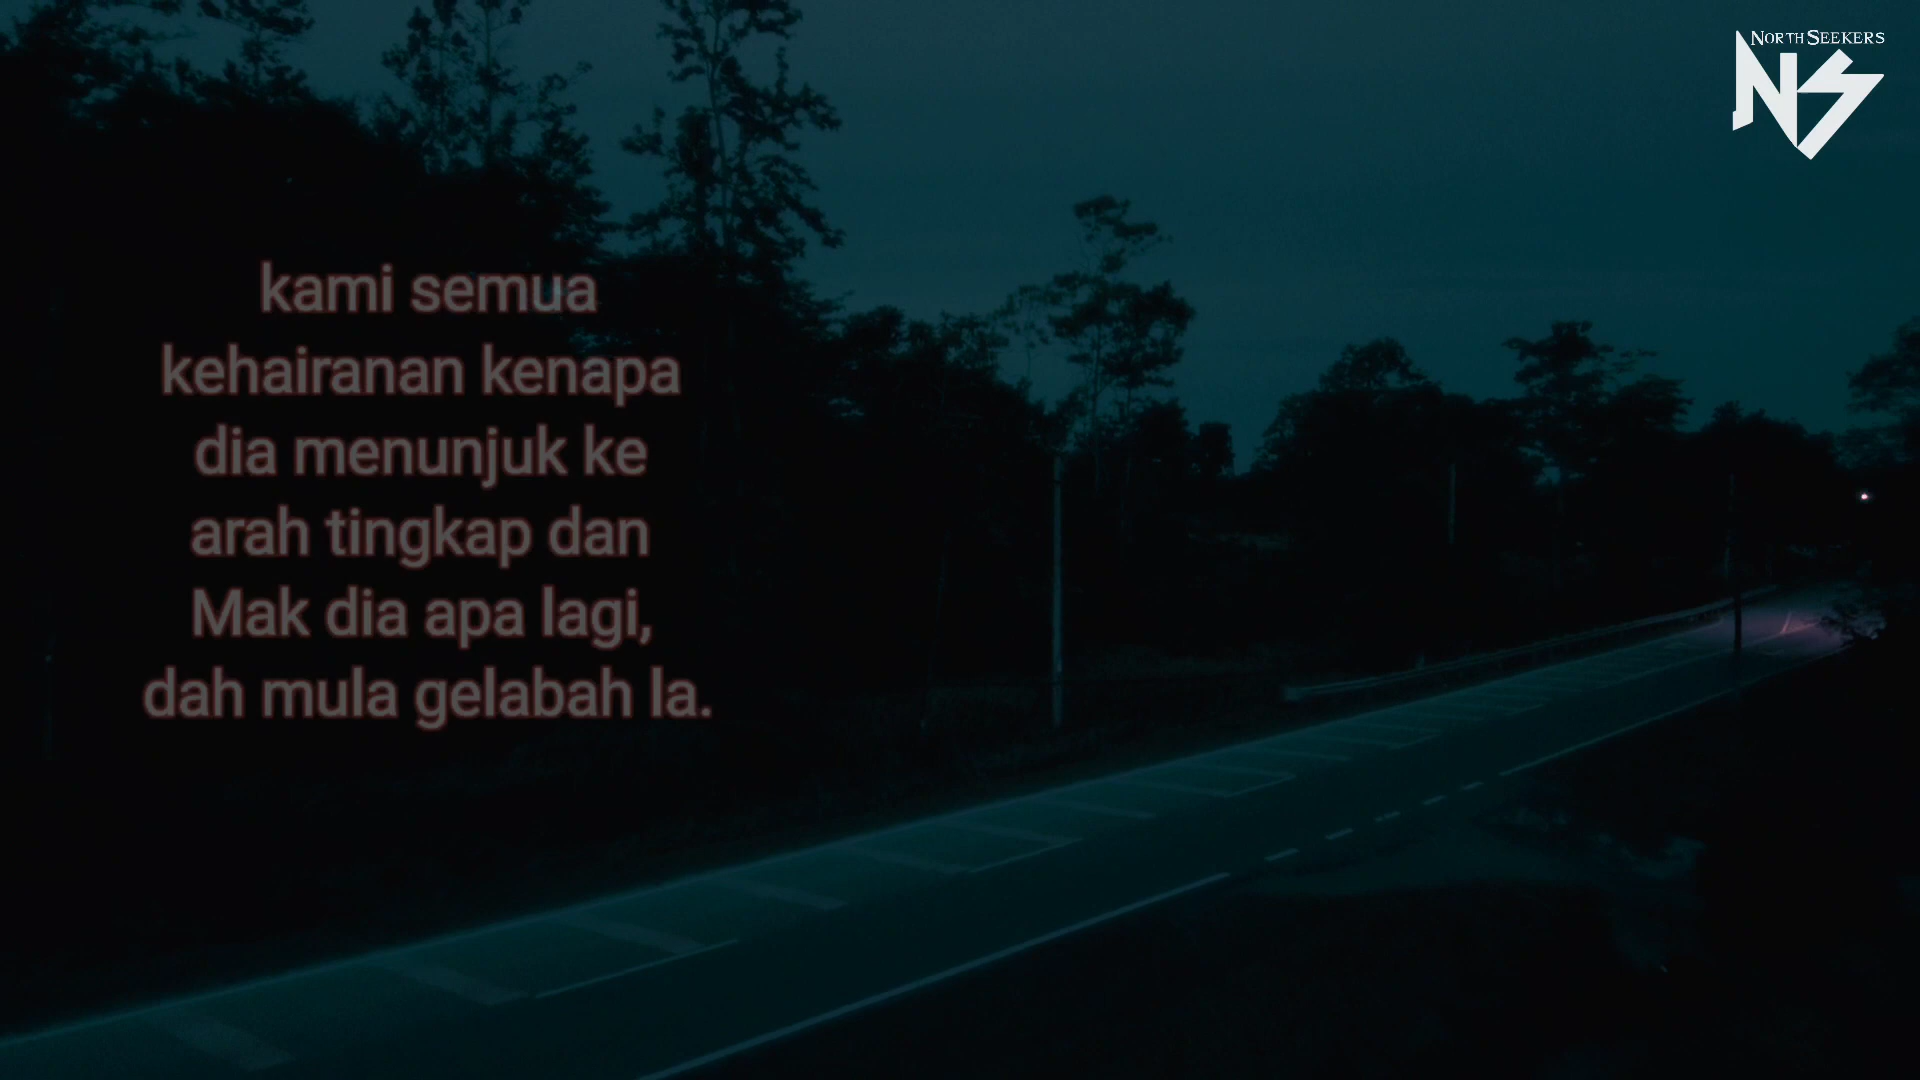 NORTH SEEKERS
NS
kami semua
kehairanan kenapa
dia menunjuk ke
arah tingkap dan
Mak dia apa lagi,
dah mula gelabah la.